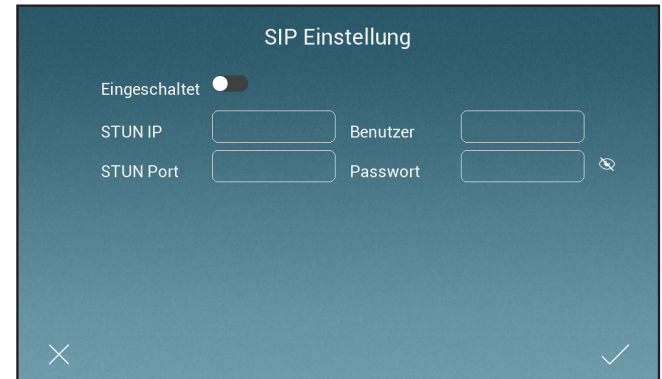 SIP Einstellung
Eingeschaltet
STUN IP
Benutzer
STUN Port
Passwort